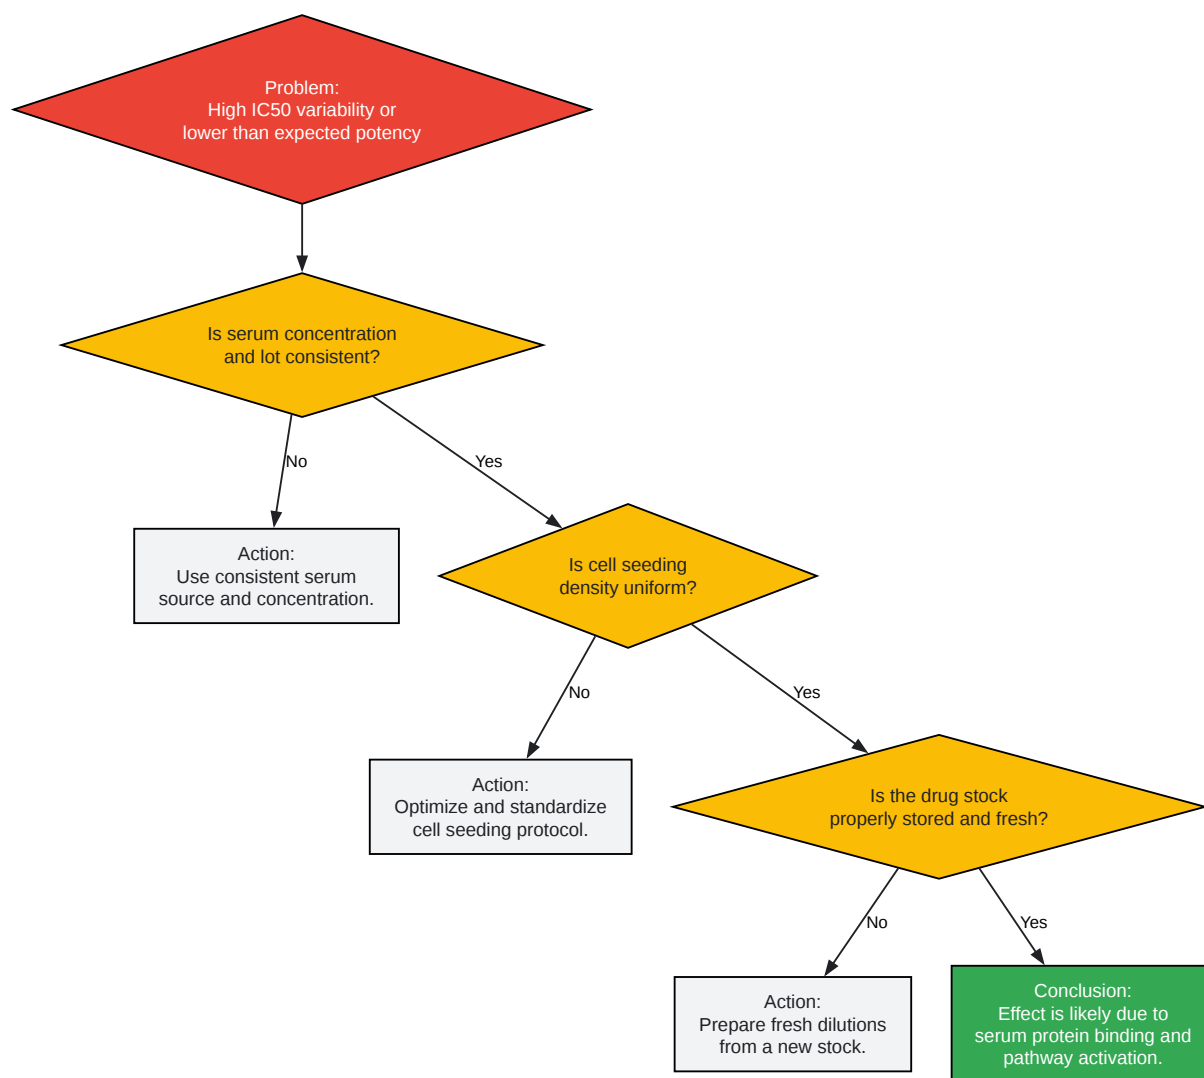 Problem:
High IC50 variability or
lower than expected potency
Is serum concentration
and lot consistent?
No
Yes
Action:
Use consistent serum
source and concentration.
Is cell seeding
density uniform?
No
Yes
Action:
Optimize and standardize
cell seeding protocol.
Is the drug stock
properly stored and fresh?
No
Yes
Action:
Prepare fresh dilutions
from a new stock.
Conclusion:
Effect is likely due to
serum protein binding and
pathway activation.